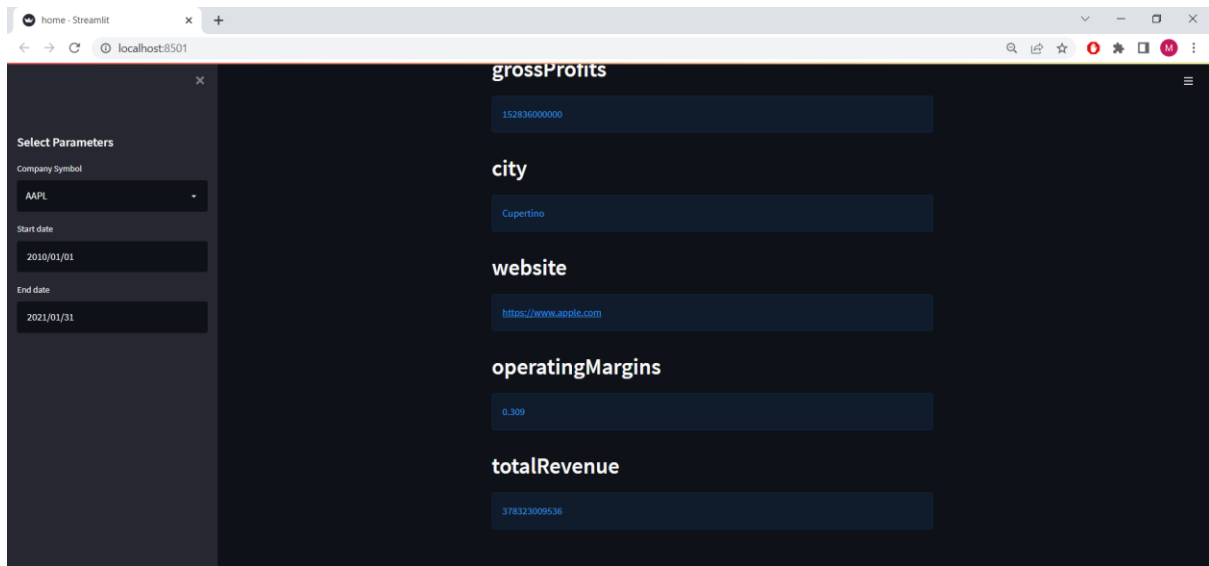 home · Streamlit
localhost:8501
M
grossProfits
152836000000
Select Parameters
Company Symbol
AAPL
Start date
2010/01/01
End date
2021/01/31
city
Cupertino
website
https://www.apple.com
operatingMargins
0.309
totalRevenue
378323009536